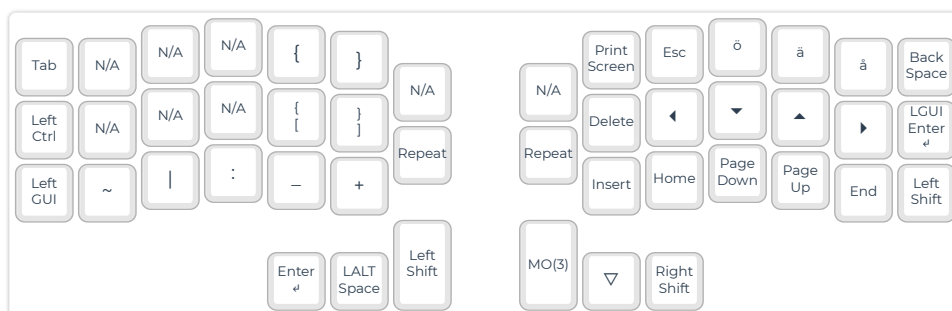 Tab N/A N/A N/A { }
N/A
N/A
Print
Screen
Esc ö ä å
Back
Space
Left
Ctrl
N/A N/A N/A
{
[
}
]
Repeat
Repeat
Delete
LGUI
Enter
↵
Left
GUI
~ | : _ +
Insert Home
Page
Down
Page
Up
End
Left
Shift
Enter
↵
LALT
Space
Left
Shift
MO(3)
▽
Right
Shift